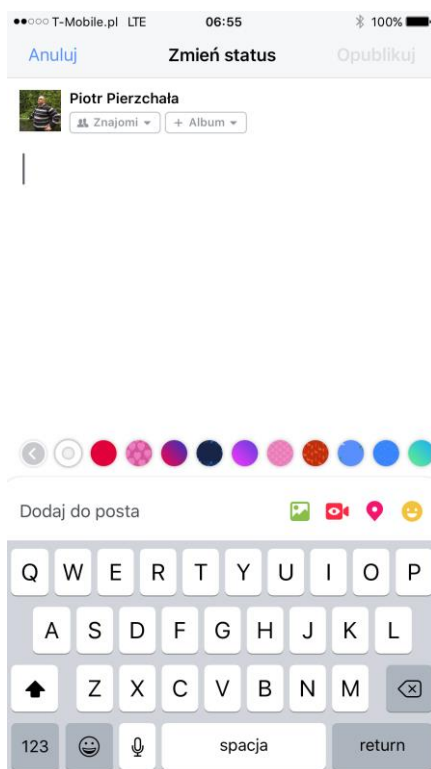 T-Mobile.pl LTE 06:55 100%
Anuluj Zmień status Opublikuj
Piotr Pierzchała
Znajomi + Album
Dodaj do posta
Q W E R T Y U I O P
A S D F G H J K L
Z X C V B N M
123 spacja return